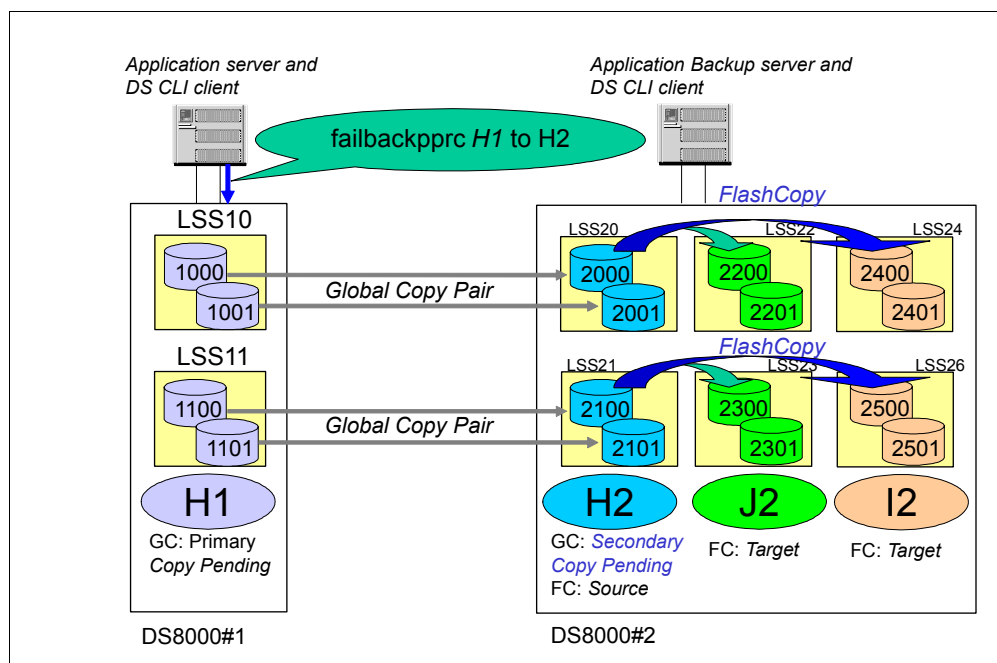 Application server and
DS CLI client
Application Backup server and
DS CLI client
failbackpprc H1 to H2
FlashCopy
LSS10
LSS20
LSS22
LSS24
1000
1001
Global Copy Pair
2000
2001
2200
2201
2400
2401
FlashCopy
LSS11
LSS21
LSS23
LSS26
1100
1101
Global Copy Pair
2100
2101
2300
2301
2500
2501
H1
H2
J2
I2
GC: Primary
Copy Pending
GC: Secondary
Copy Pending
FC: Source
FC: Target
FC: Target
DS8000#1
DS8000#2